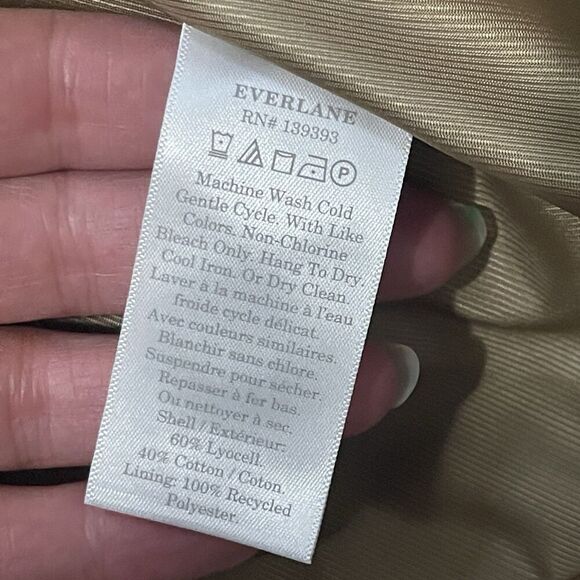 EVERLANE
RN# 139393
P
Machine Wash Cold
Gentle Cycle. With Like
Colors. Non-Chlorine
Bleach Only. Hang To Dry.
Cool Iron. Or Dry Clean
Laver à la machine à l'eau
froide cycle délicat.
Avec couleurs similaires.
Blanchir sans chlore.
Suspendre pour sécher.
Repasser à fer bas.
Ou nettoyer à sec.
Shell / Extérieur:
60% Lyocell.
40% Cotton / Coton.
Lining: 100% Recycled
Polyester.